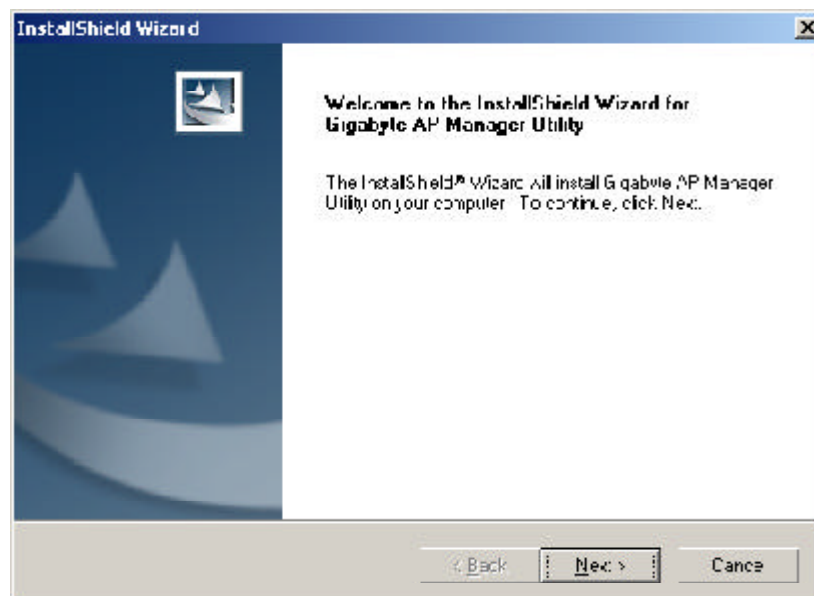 InstallShield Wizard
Welcome to the InstallShield Wizard for
Gigabyte AP Manager Utility
The InstallShield® Wizard will install Gigabyte AP Manager
Utility on your computer. To continue, click Next.
< Back
Next >
Cancel